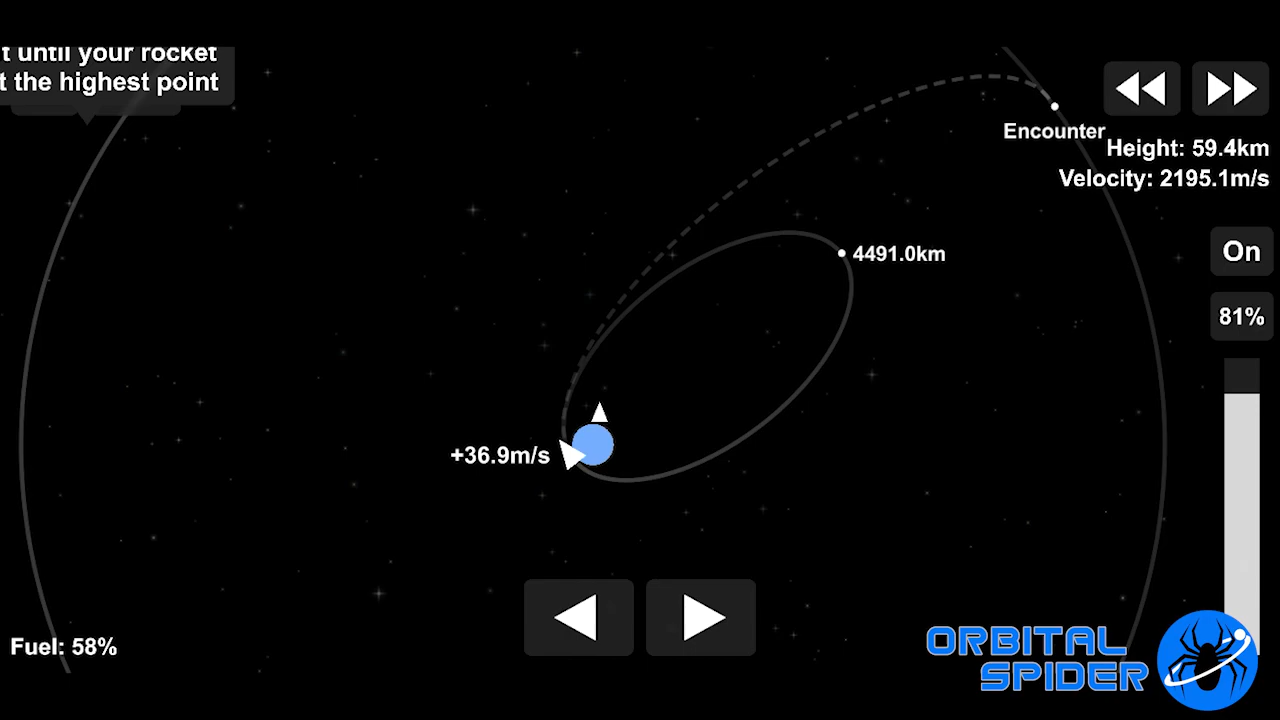 t until your rocket
t the highest point
Encounter
Height: 59.4km
Velocity: 2195.1m/s
On
4491.0km
81%
+36.9m/s
Fuel: 58%
ORBITAL
SPIDER